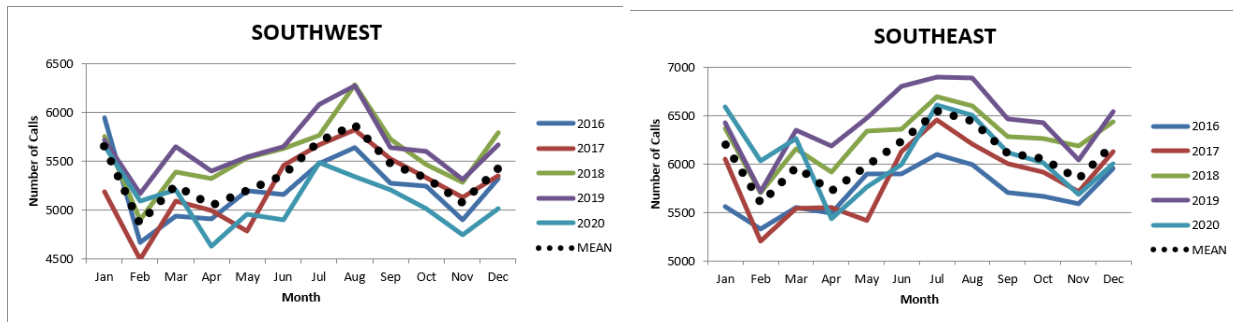 SOUTHWEST
Number of Calls
6500
6000
5500
5000
4500
Jan Feb Mar Apr May Jun Jul Aug Sep Oct Nov Dec
Month
2016
2017
2018
2019
2020
MEAN
SOUTHEAST
Number of Calls
7000
6500
6000
5500
5000
Jan Feb Mar Apr May Jun Jul Aug Sep Oct Nov Dec
Month
2016
2017
2018
2019
2020
MEAN